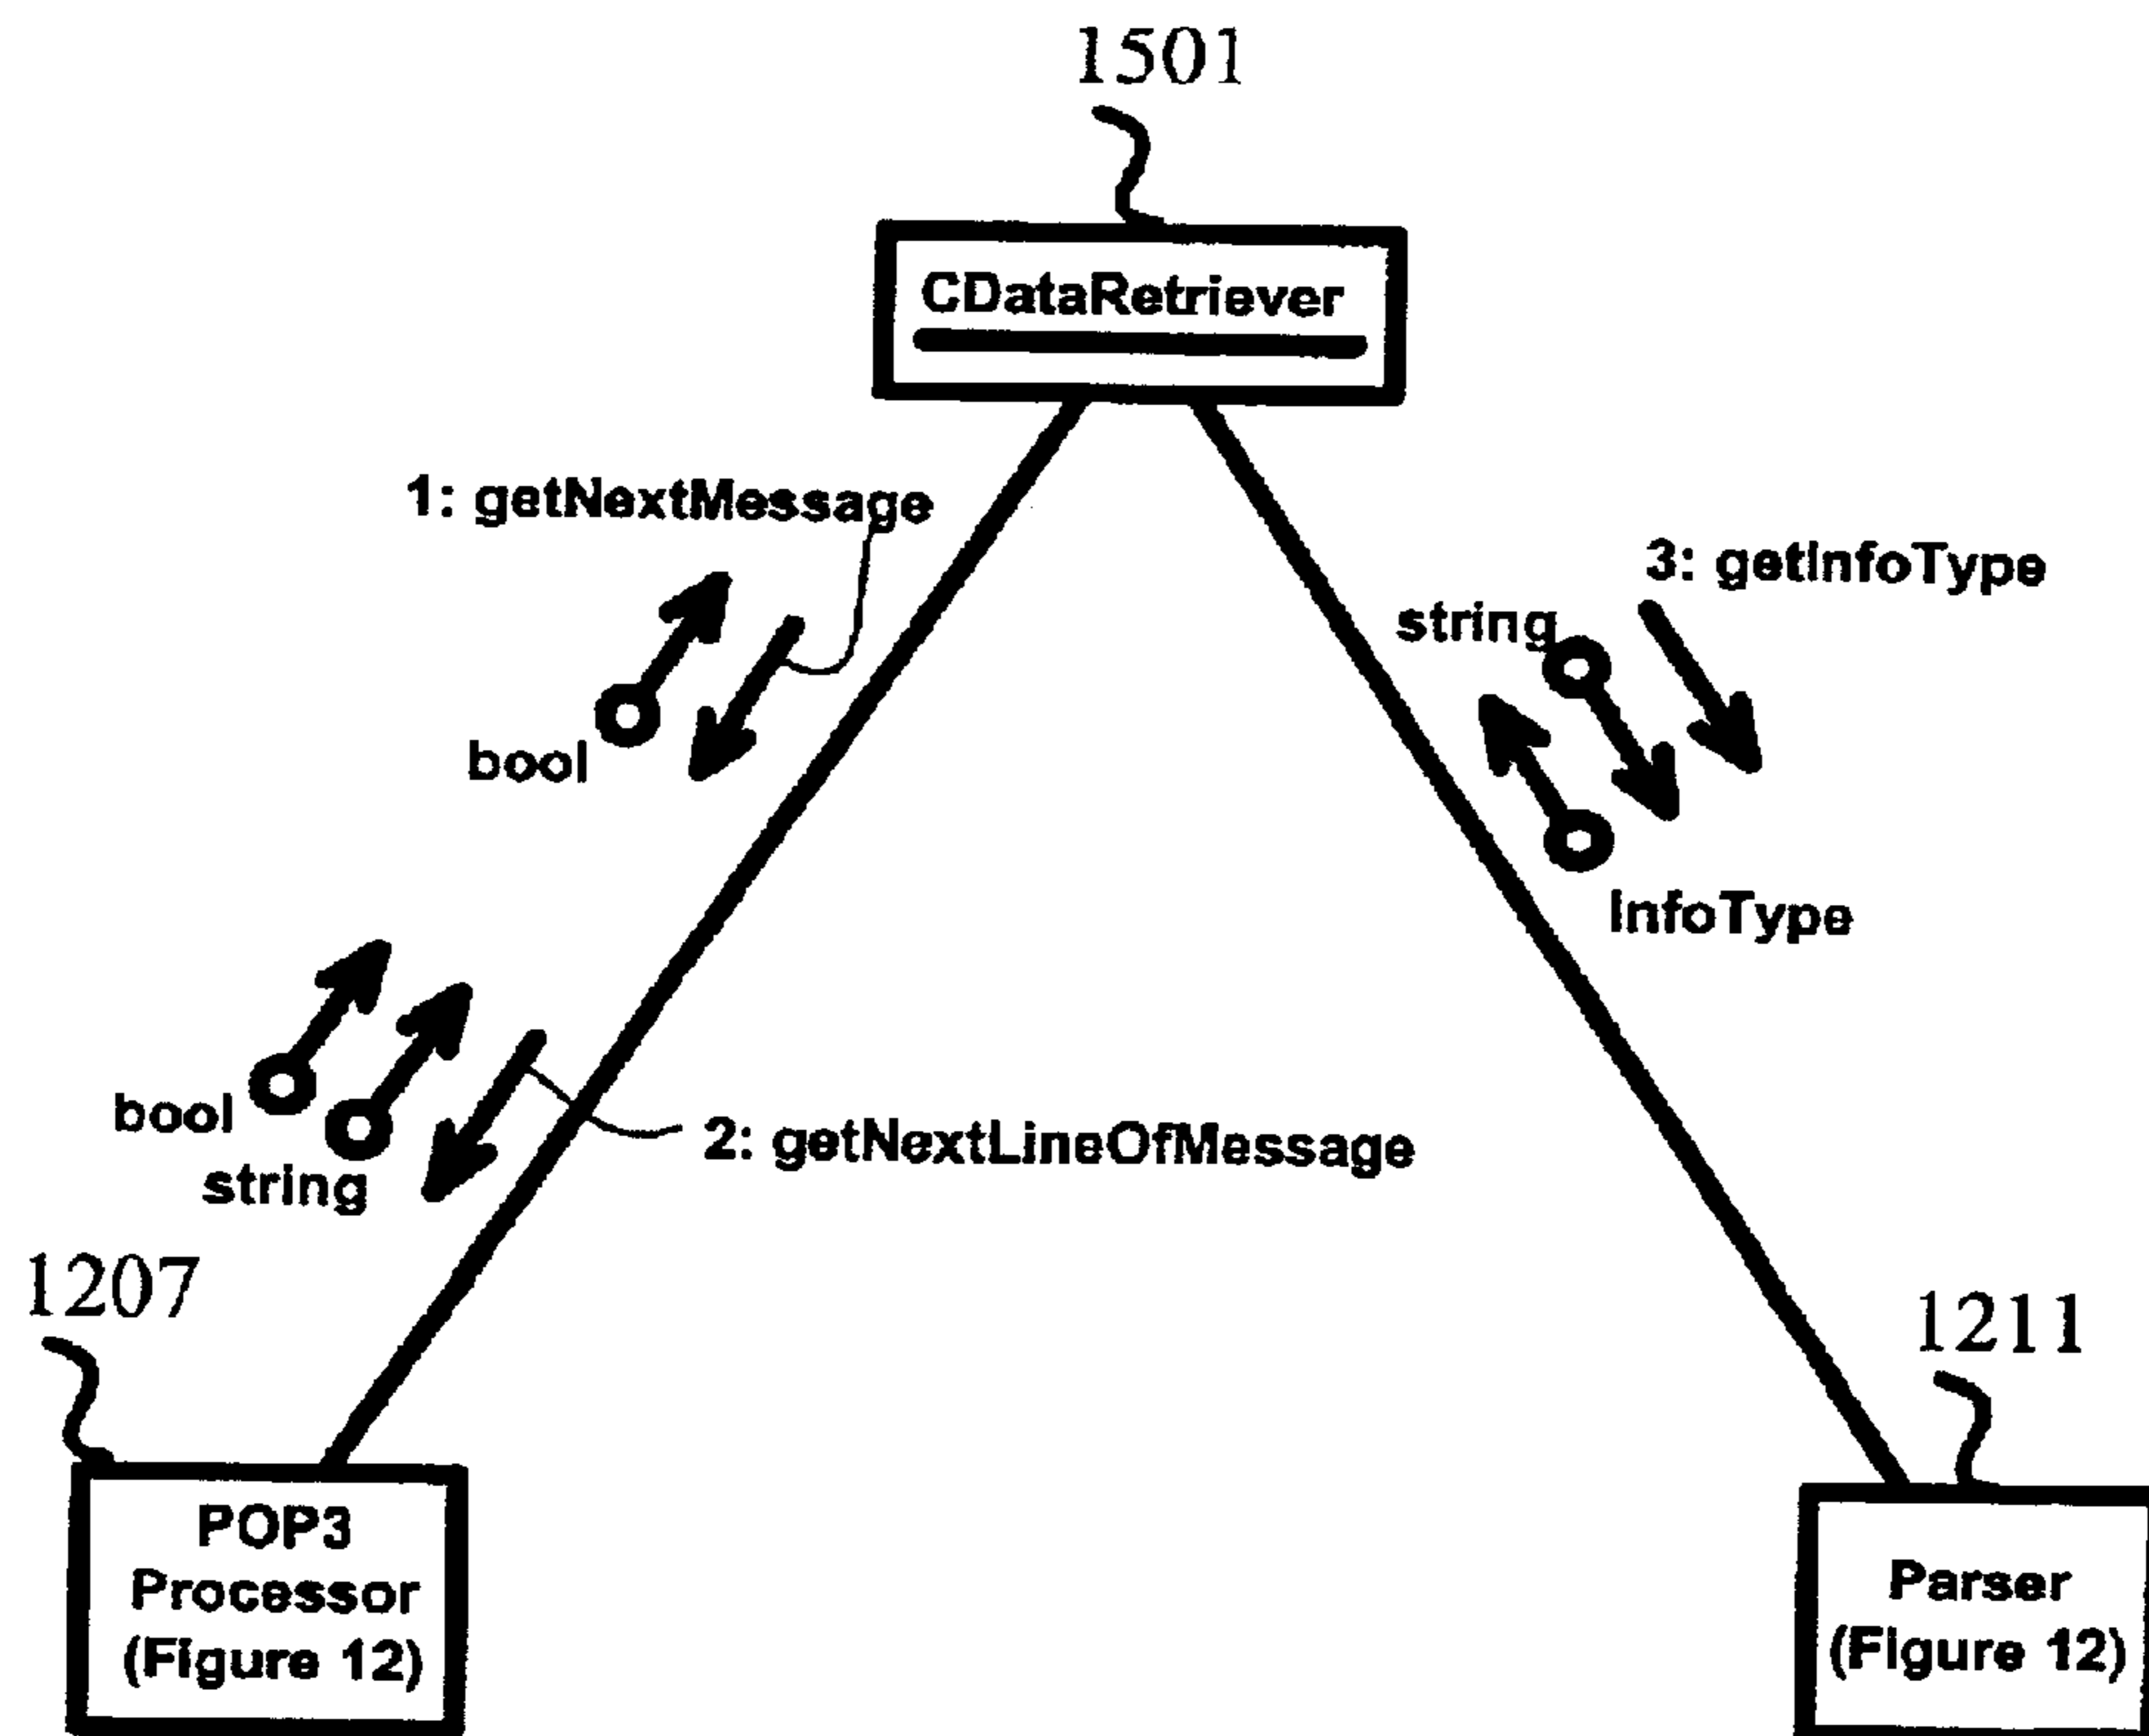 1501
CDataRetriever
1: getNextMessage
3: getInfoType
string
bool
InfoType
bool
2: getNextLineOfMessage
string
1207
1211
POP3
Processor
(Figure 12)
Parser
(Figure 12)